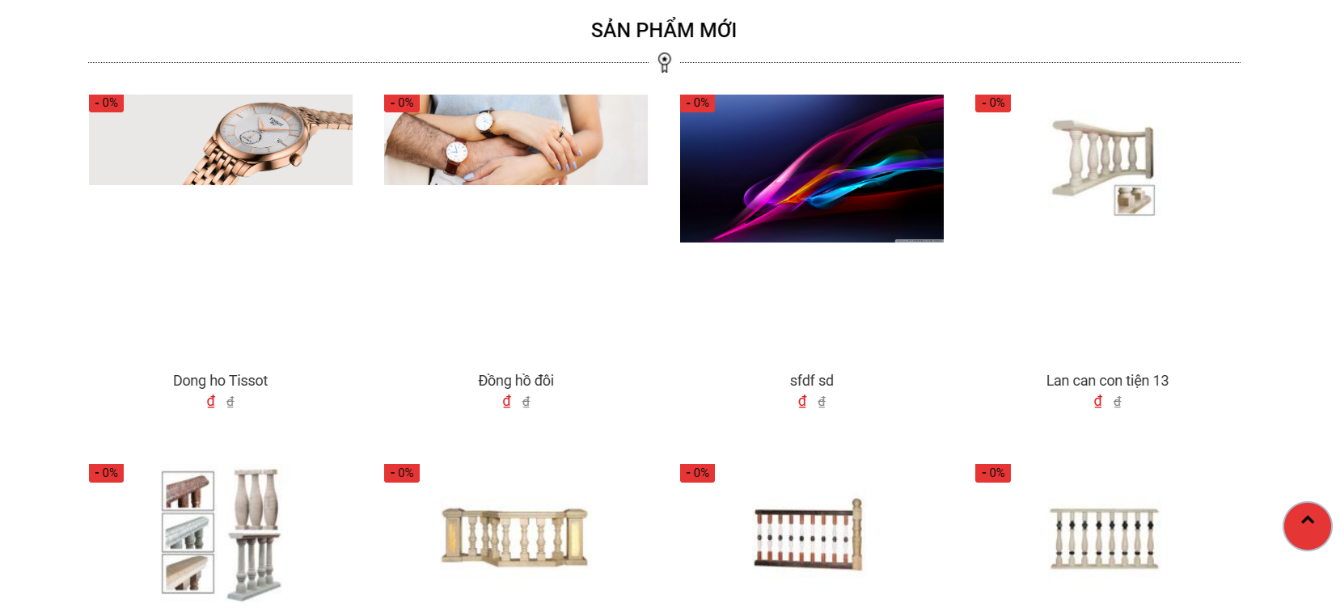 SẢN PHẨM MỚI
- 0%
- 0%
- 0%
- 0%
Dong ho Tissot
Đồng hồ đôi
sfdf sd
Lan can con tiện 13
₫ ₫
₫ ₫
₫ ₫
₫ ₫
- 0%
- 0%
- 0%
- 0%